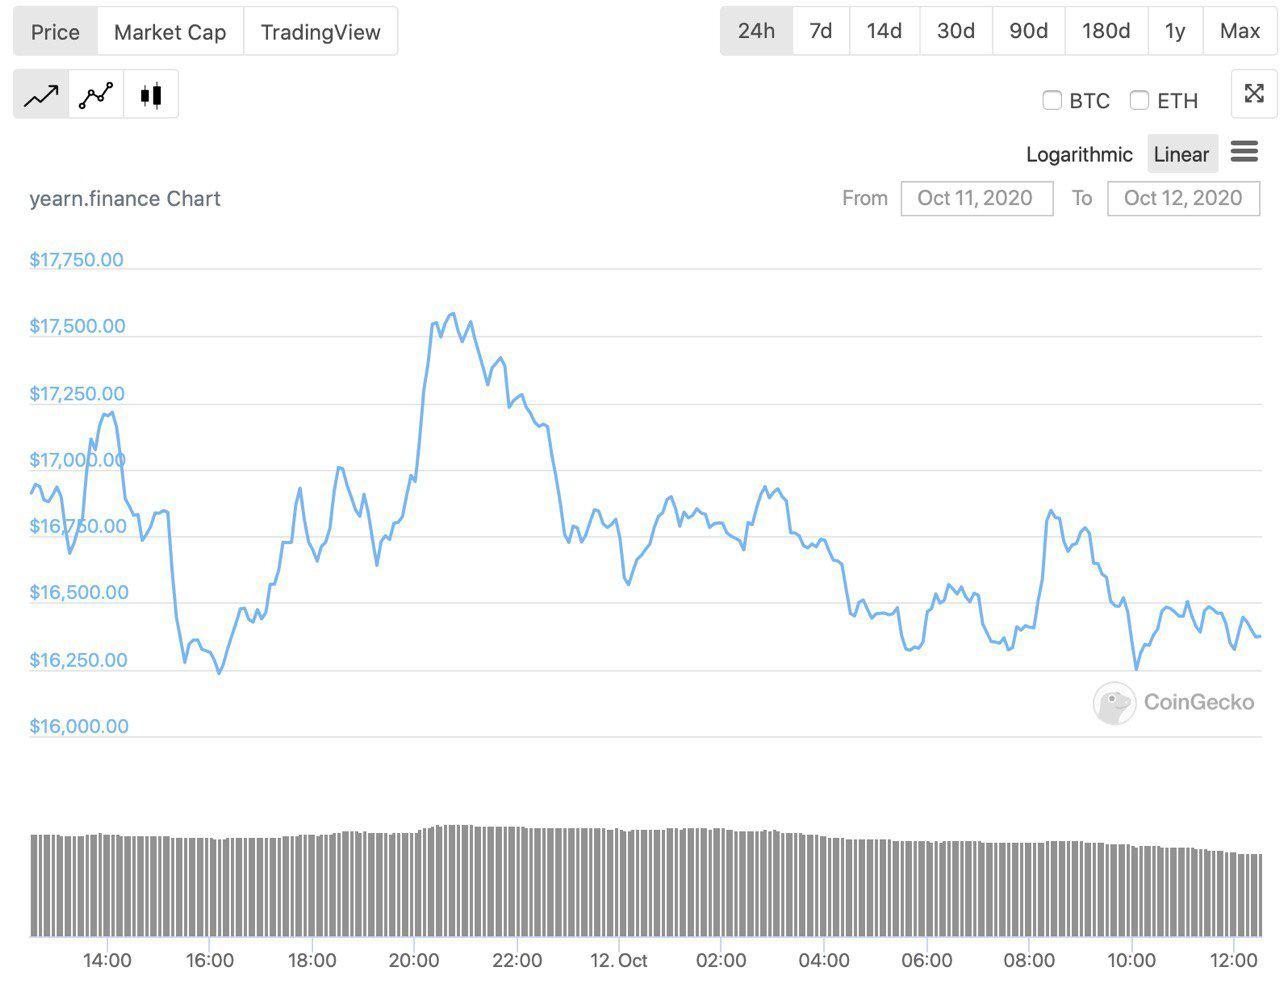 Price Market Cap TradingView 24h 7d 14d 30d 90d 180d 1y Max
BTC ETH
Logarithmic Linear
yearn.finance Chart From Oct 11, 2020 To Oct 12, 2020
$17,750.00
$17,500.00
$17,250.00
$17,000.00
$16,750.00
$16,500.00
$16,250.00
CoinGecko
$16,000.00
14:00 16:00 18:00 20:00 22:00 12. Oct 02:00 04:00 06:00 08:00 10:00 12:00